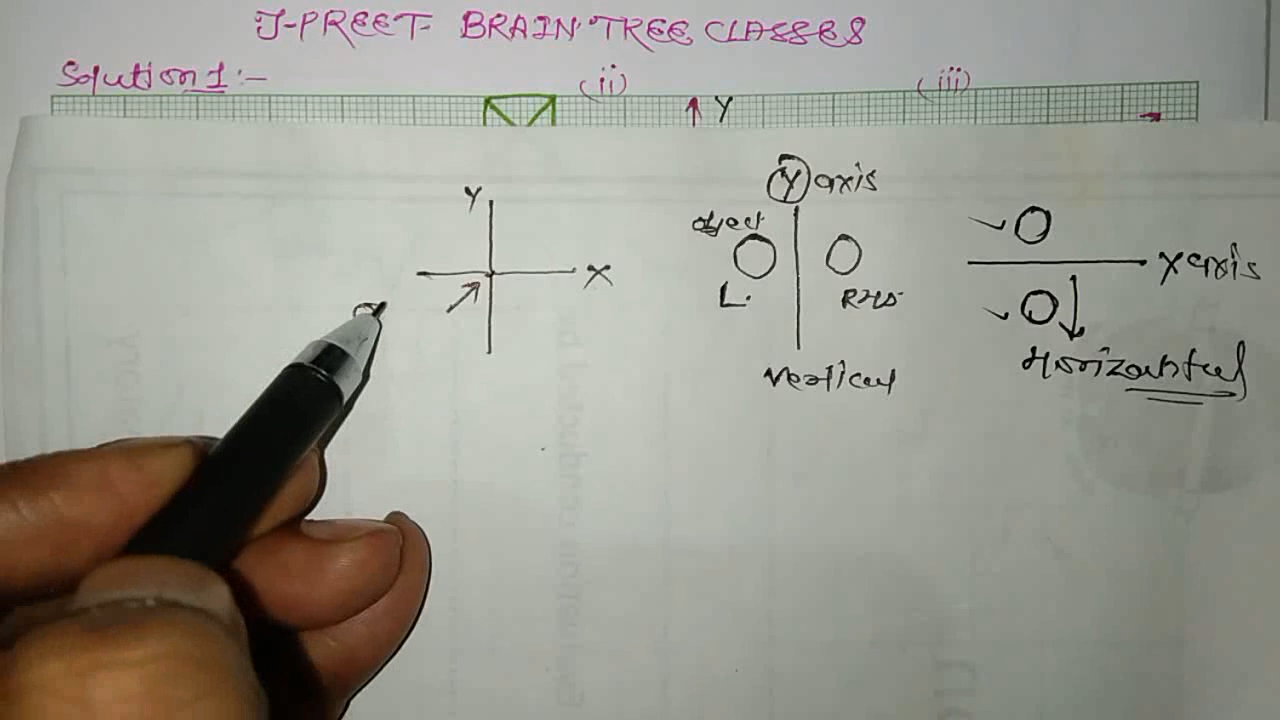 J-PREET BRAIN TREE CLASSES
Solution 1:-
(ii)
(iii)
Y
Y
X
Y axis
object
L.
RHS
Vertical
X axis
Horizontal